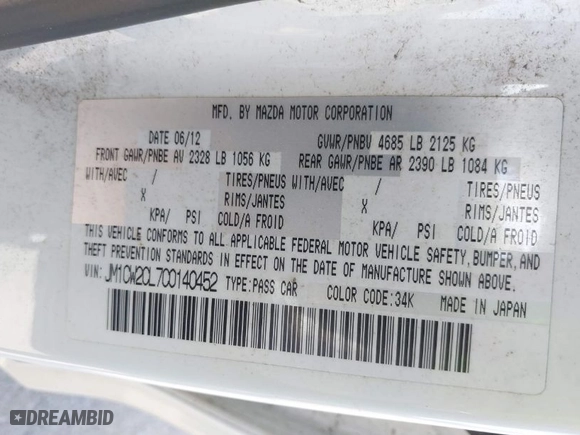 MFD. BY MAZDA MOTOR CORPORATION
DATE 06/12 GVWR/PNBV 4685 LB 2125 KG
FRONT GAWR/PNBE AV 2328 LB 1056 KG REAR GAWR/PNBE AR 2390 LB 1084 KG
WITH/AVEC / TIRES/PNEUS WITH/AVEC / TIRES/PNEUS
X RIMS/JANTES X RIMS/JANTES
KPA/ PSI COLD/A FROID KPA/ PSI COLD/A FROID
THIS VEHICLE CONFORMS TO ALL APPLICABLE FEDERAL MOTOR VEHICLE SAFETY, BUMPER, AND
THEFT PREVENTION STANDARDS IN EFFECT ON THE DATE OF MANUFACTURE SHOWN ABOVE.
VIN: JM1CW2CL7C0140452 TYPE: PASS CAR COLOR CODE: 34K MADE IN JAPAN
DREAMBID